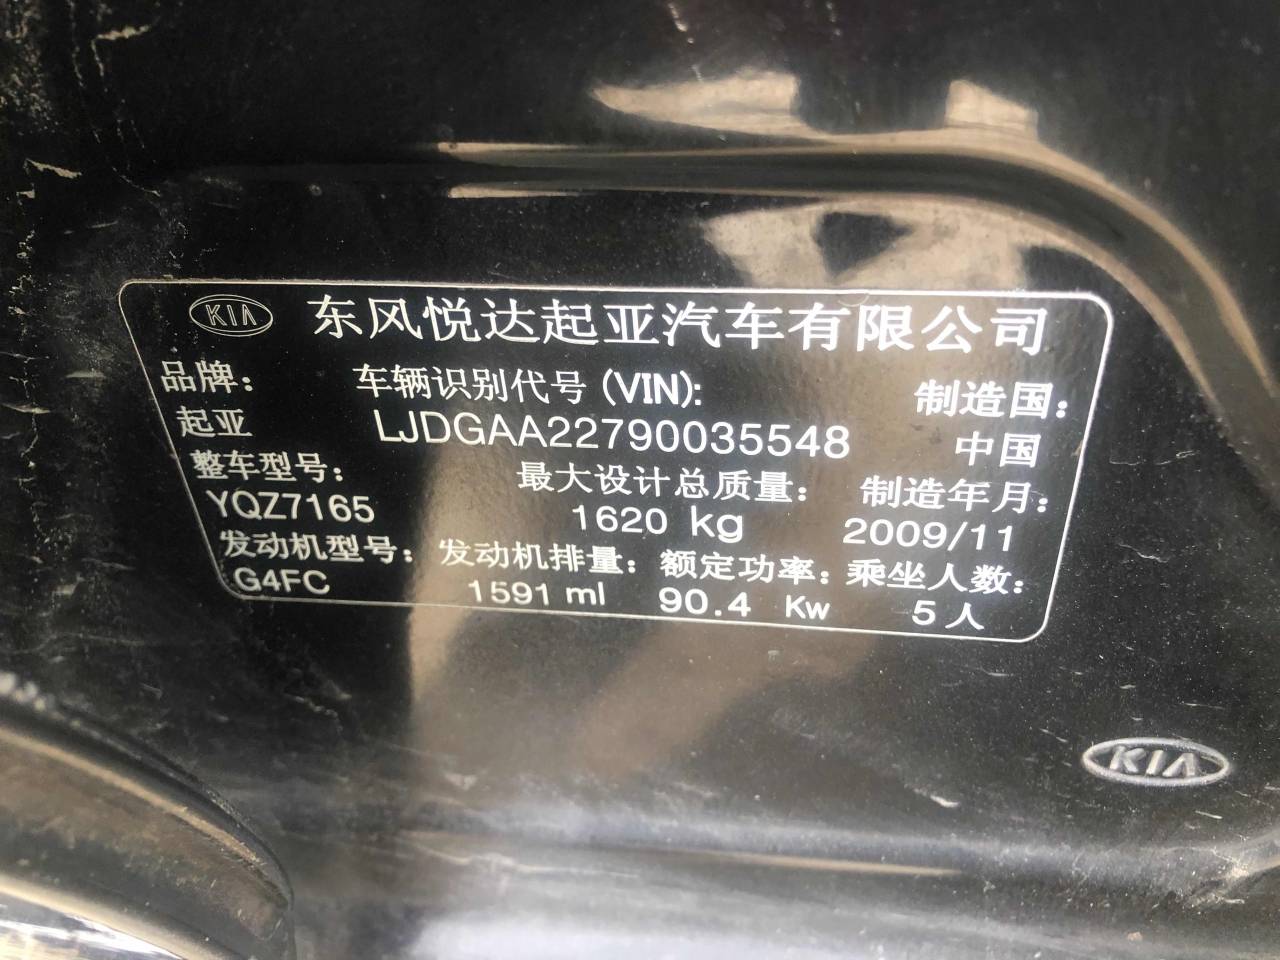 KIA 东风悦达起亚汽车有限公司
品牌： 车辆识别代号 (VIN): 制造国：
起亚 LJDGAA22790035548 中国
整车型号： 最大设计总质量： 制造年月：
YQZ7165 1620 kg 2009/11
发动机型号： 发动机排量： 额定功率： 乘坐人数：
G4FC 1591 ml 90.4 Kw 5人
KIA